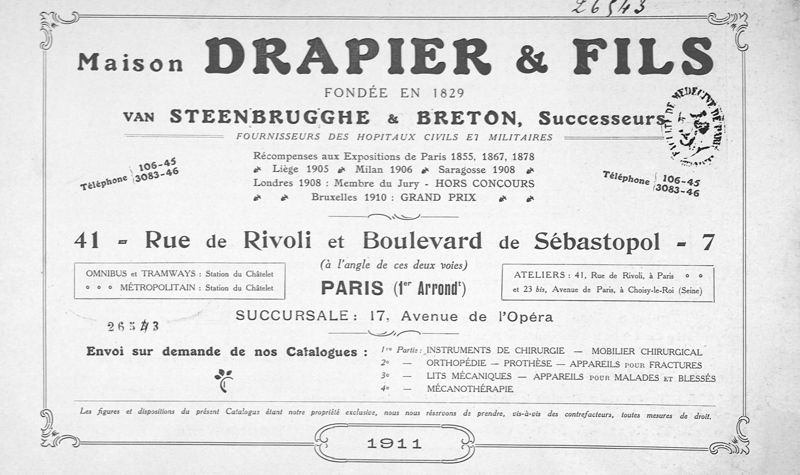 26543
Maison DRAPIER & FILS
FONDÉE EN 1829
VAN STEENBRUGGHE & BRETON, Successeurs
FOURNISSEURS DES HOPITAUX CIVILS ET MILITAIRES
Récompenses aux Expositions de Paris 1855, 1867, 1878
Liège 1905 Milan 1906 Saragosse 1908
Londres 1908 : Membre du Jury - HORS CONCOURS
Bruxelles 1910 : GRAND PRIX
Téléphone 106-45
3083-46
Téléphone 106-45
3083-46
41 - Rue de Rivoli et Boulevard de Sébastopol - 7
(à l'angle de ces deux voies)
OMNIBUS et TRAMWAYS : Station du Châtelet
MÉTROPOLITAIN : Station du Châtelet
PARIS (1er Arrondt)
ATELIERS : 41, Rue de Rivoli, à Paris
et 23 bis, Avenue de Paris, à Choisy-le-Roi (Seine)
SUCCURSALE : 17, Avenue de l'Opéra
26543
Envoi sur demande de nos Catalogues :
1re Partie : INSTRUMENTS DE CHIRURGIE — MOBILIER CHIRURGICAL
2e — ORTHOPÉDIE — PROTHÈSE — APPAREILS POUR FRACTURES
3e — LITS MÉCANIQUES — APPAREILS POUR MALADES ET BLESSÉS
4e — MÉCANOTHÉRAPIE
Les figures et dispositions du présent Catalogue étant notre propriété exclusive, nous nous réservons de prendre, vis-à-vis des contrefacteurs, toutes mesures de droit.
1911